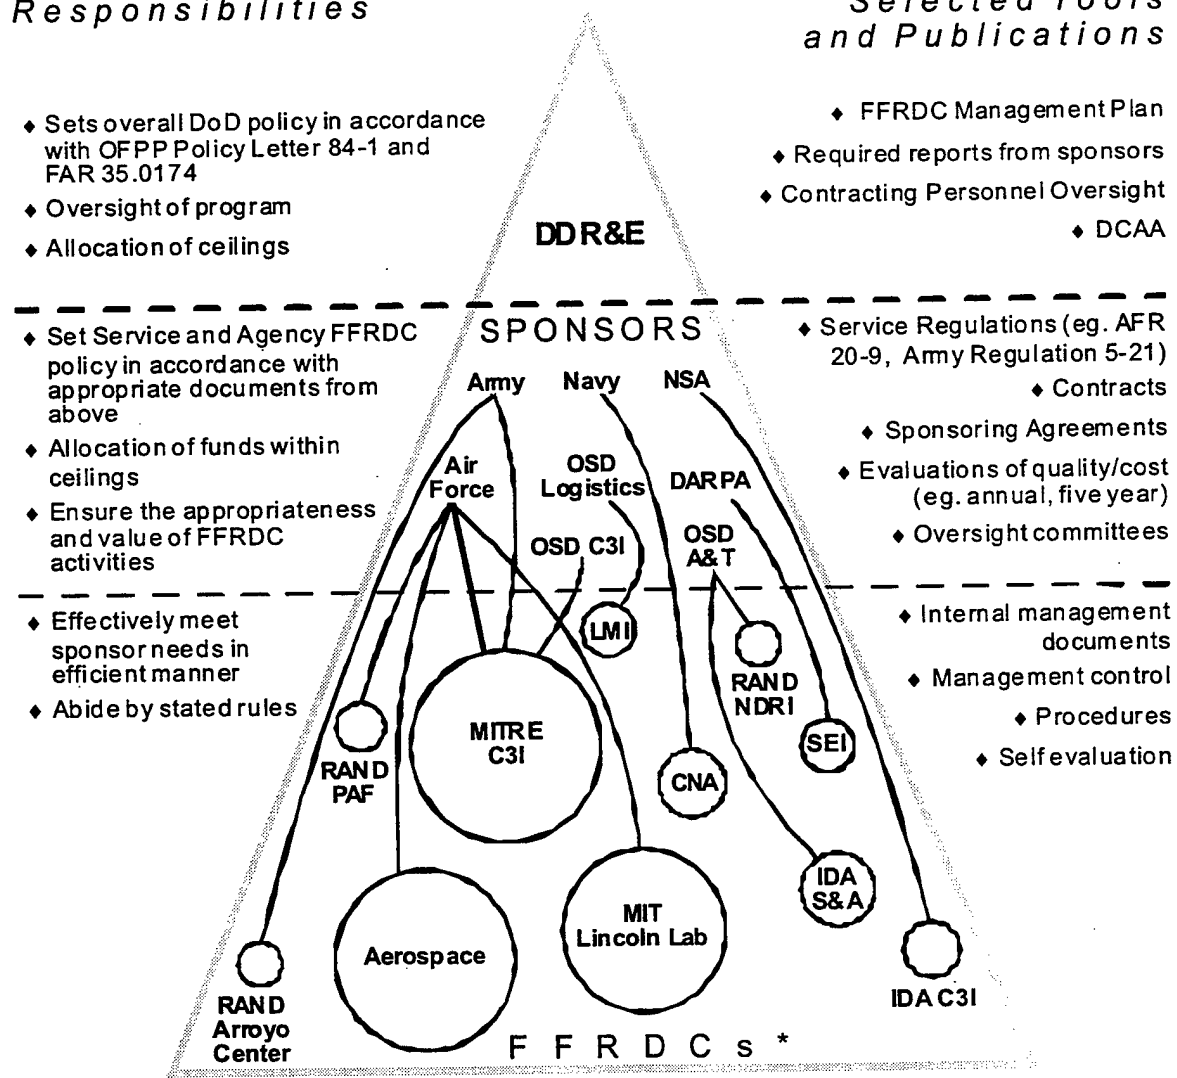 Responsibilities
Selected Tools
and Publications
♦ Sets overall DoD policy in accordance
with OFPP Policy Letter 84-1 and
FAR 35.0174
♦ Oversight of program
♦ Allocation of ceilings
DDR&E
♦ FFRDC Management Plan
♦ Required reports from sponsors
♦ Contracting Personnel Oversight
♦ DCAA
♦ Set Service and Agency FFRDC
policy in accordance with
appropriate documents from
above
♦ Allocation of funds within
ceilings
♦ Ensure the appropriateness
and value of FFRDC
activities
SPONSORS
Army
Navy
NSA
Air
Force
OSD
Logistics
DARPA
OSD C3I
OSD
A&T
♦ Service Regulations (eg. AFR
20-9, Army Regulation 5-21)
♦ Contracts
♦ Sponsoring Agreements
♦ Evaluations of quality/cost
(eg. annual, five year)
♦ Oversight committees
♦ Effectively meet
sponsor needs in
efficient manner
♦ Abide by stated rules
LMI
RAND
NDRI
MITRE
C3I
SEI
RAND
PAF
CNA
IDA
S&A
MIT
Lincoln Lab
Aerospace
IDA C3I
RAND
Arroyo
Center
FFRDCs*
♦ Internal management
documents
♦ Management control
♦ Procedures
♦ Self evaluation